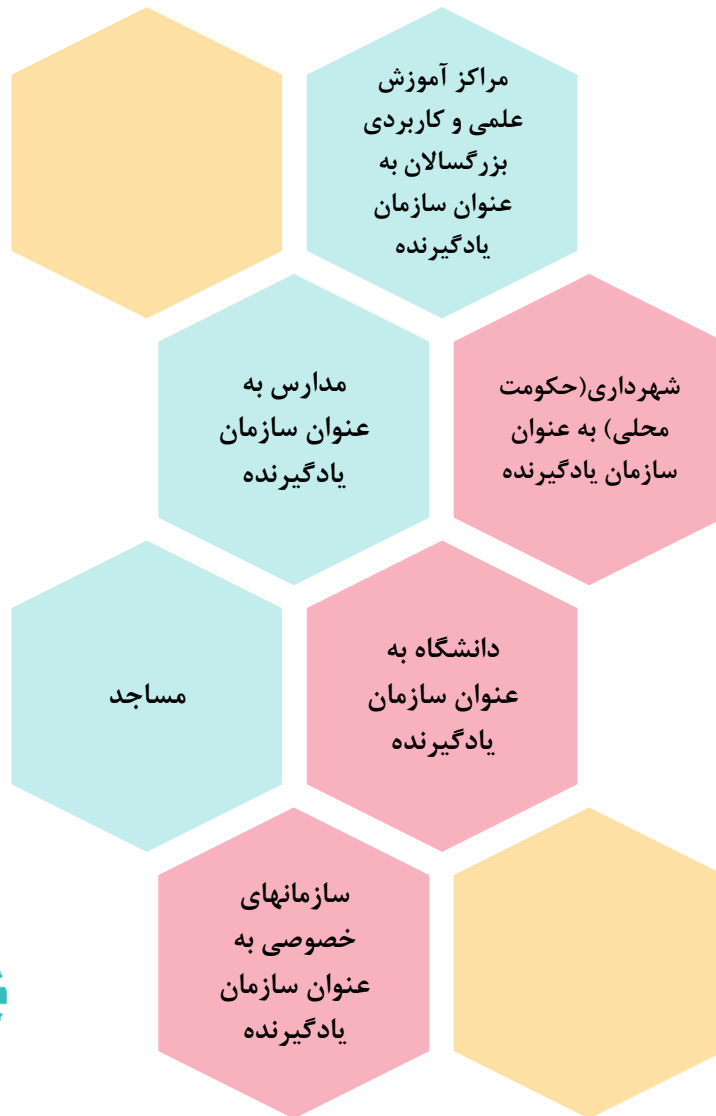 مراکز آموزش
علمی و کاربردی
بزرگسالان به
عنوان سازمان
یادگیرنده
شهرداری(حکومت
محلی) به عنوان
سازمان یادگیرنده
مدارس به
عنوان سازمان
یادگیرنده
دانشگاه به
عنوان سازمان
یادگیرنده
مساجد
سازمانهای
خصوصی به
عنوان سازمان
یادگیرنده